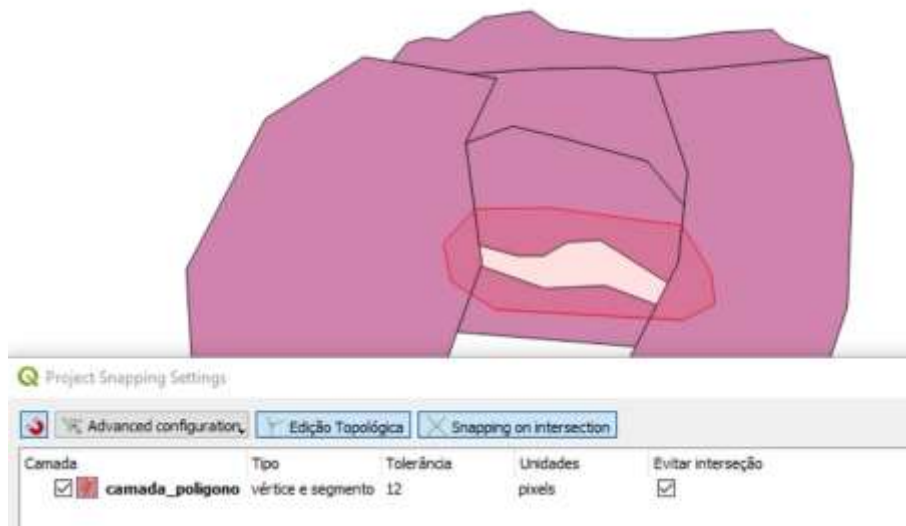 Project Snapping Settings
Advanced configuration Edição Topológica Snapping on intersection
Camada Tipo Tolerância Unidades Evitar interseção
camada_poligono vértice e segmento 12 pixels